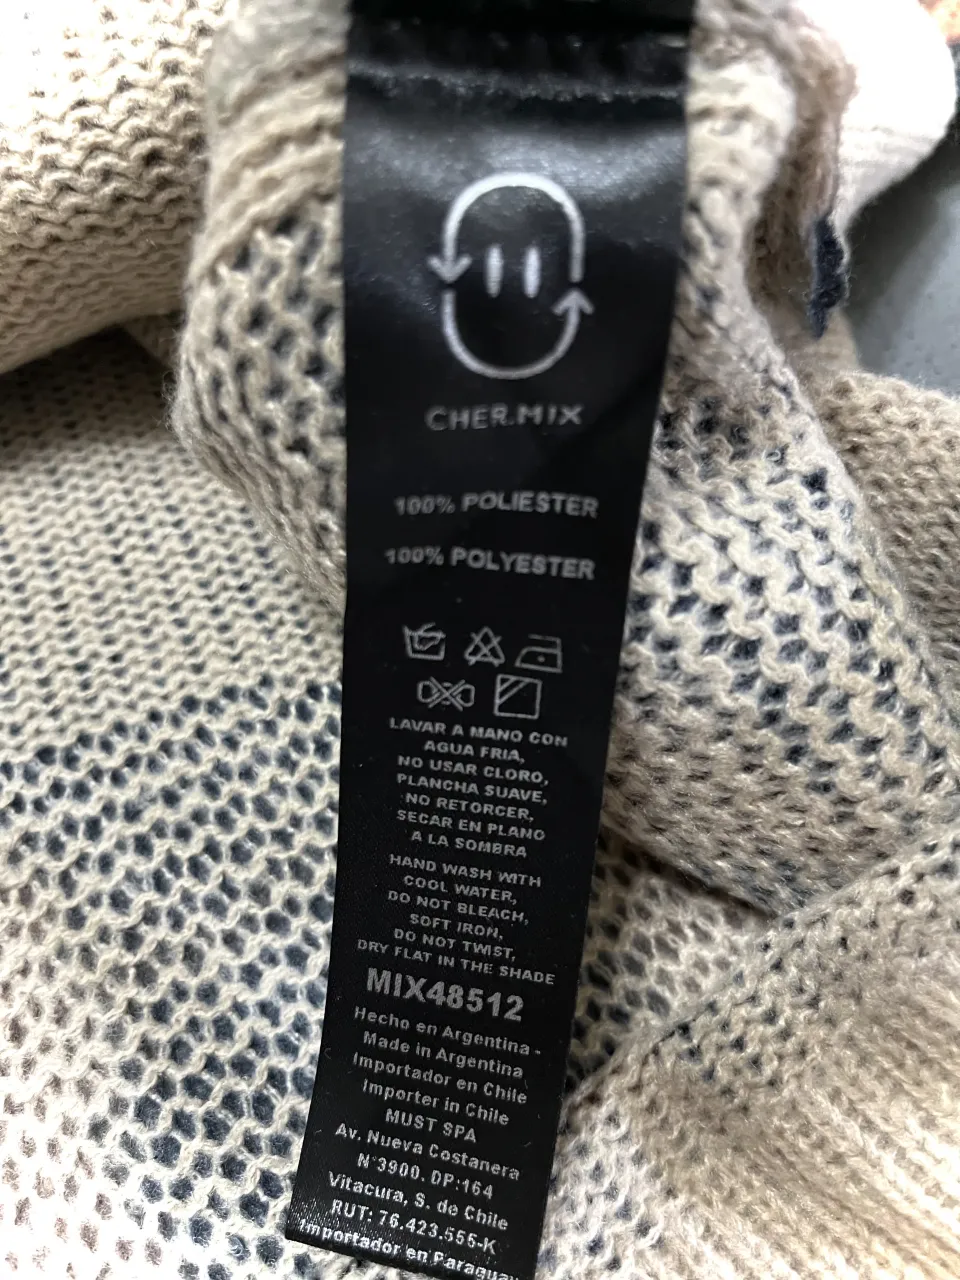 CHER.MIX
100% POLIESTER
100% POLYESTER
LAVAR A MANO CON
AGUA FRIA,
NO USAR CLORO,
PLANCHA SUAVE,
NO RETORCER,
SECAR EN PLANO
A LA SOMBRA
HAND WASH WITH
COOL WATER,
DO NOT BLEACH,
SOFT IRON,
DO NOT TWIST,
DRY FLAT IN THE SHADE
MIX48512
Hecho en Argentina -
Made in Argentina
Importador en Chile
Importer in Chile
MUST SPA
Av. Nueva Costanera
N°3900. DP:164
Vitacura, S. de Chile
RUT: 76.423.555-K
Importador en Paraguay